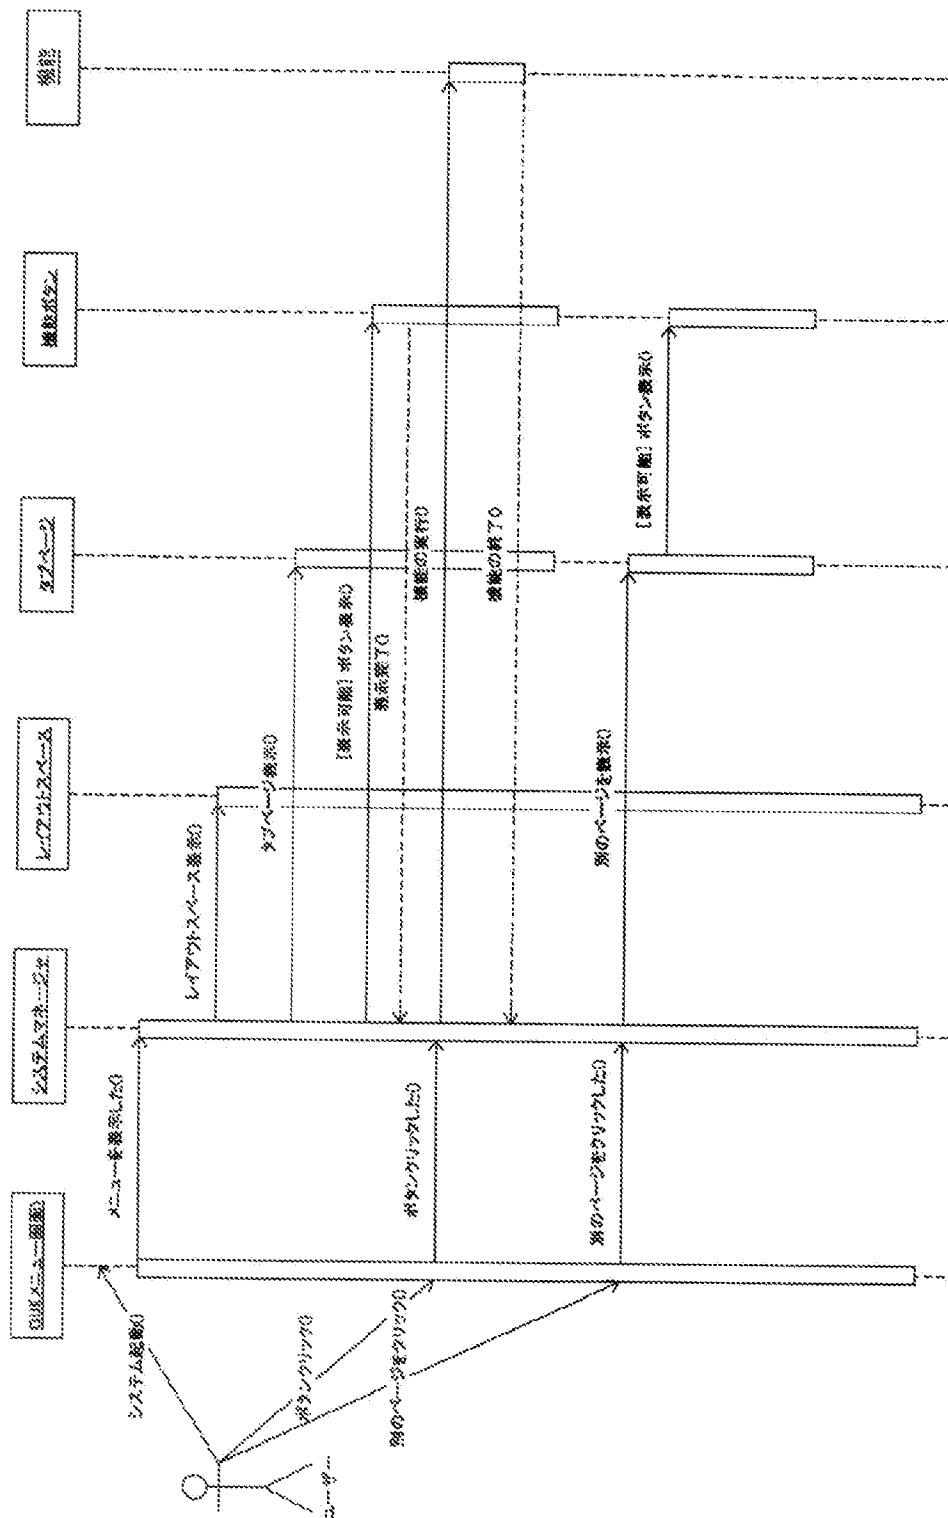 GUI(メニュー画面)
システムマネージャ
レイアウトスペース
タブページ
機能ボタン
機能
ユーザー
システム起動()
メニューを表示した()
レイアウトスペース表示()
タブページ表示()
[表示可能] ボタン表示()
表示完了()
ボタンクリック()
ボタンクリックした()
機能の実行()
機能の終了()
別のページをクリック()
別のページをクリックした()
別のページを表示()
[表示可能] ボタン表示()